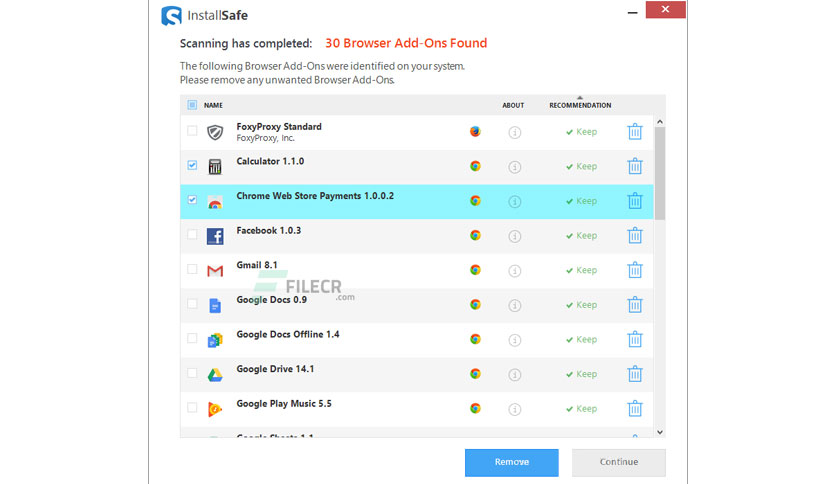 InstallSafe
Scanning has completed: 30 Browser Add-Ons Found
The following Browser Add-Ons were identified on your system.
Please remove any unwanted Browser Add-Ons.
NAME ABOUT RECOMMENDATION
FoxyProxy Standard
FoxyProxy, Inc.
Keep
Calculator 1.1.0 Keep
Chrome Web Store Payments 1.0.0.2 Keep
Facebook 1.0.3 Keep
Gmail 8.1 Keep
FILECR
.com
Google Docs 0.9 Keep
Google Docs Offline 1.4 Keep
Google Drive 14.1 Keep
Google Play Music 5.5 Keep
Google Sheets 1.1
Remove Continue